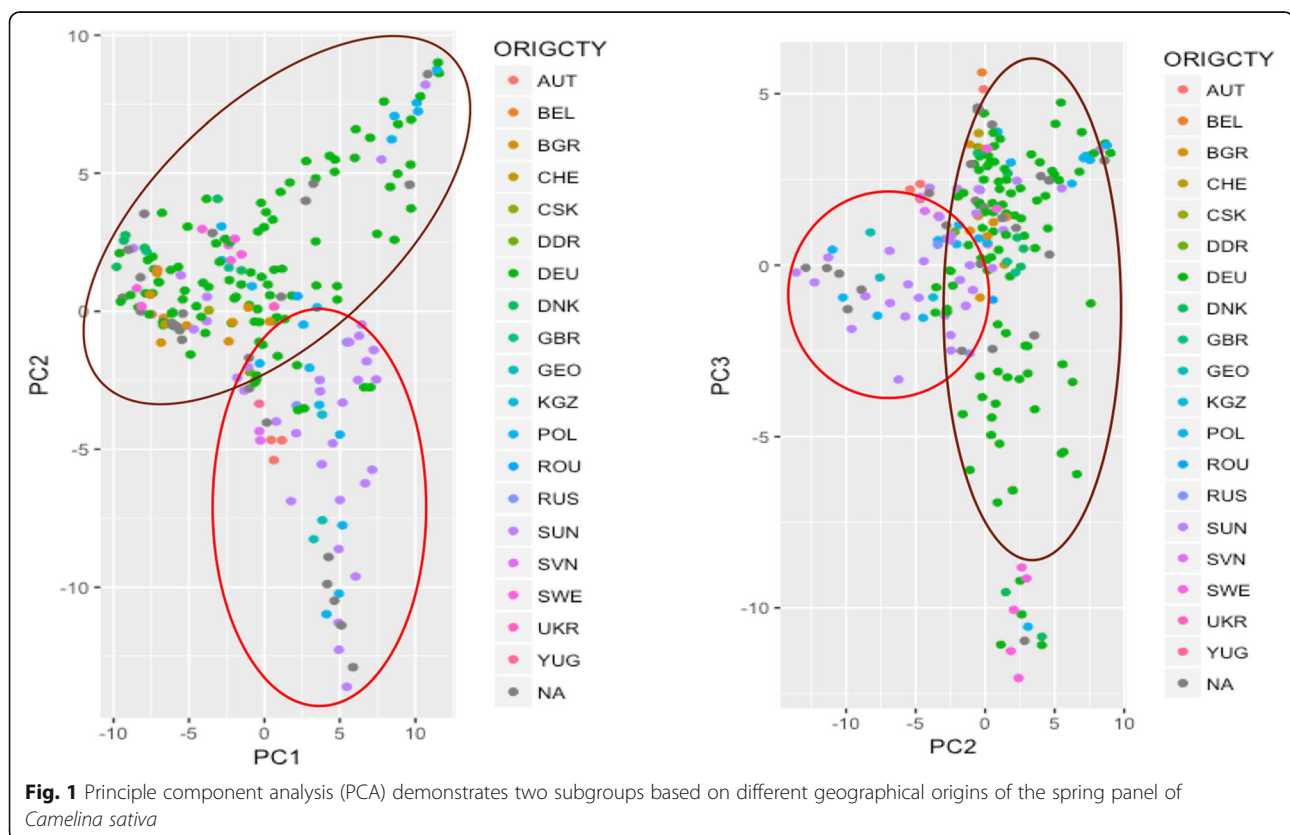 ORIGCTY
AUT
BEL
BGR
CHE
CSK
DDR
DEU
DNK
GBR
GEO
KGZ
POL
ROU
RUS
SUN
SVN
SWE
UKR
YUG
NA
PC2
10
5
0
-5
-10
-10
-5
0
5
10
PC1
ORIGCTY
AUT
BEL
BGR
CHE
CSK
DDR
DEU
DNK
GBR
GEO
KGZ
POL
ROU
RUS
SUN
SVN
SWE
UKR
YUG
NA
PC3
5
0
-5
-10
-10
-5
0
5
10
PC2
Fig. 1 Principle component analysis (PCA) demonstrates two subgroups based on different geographical origins of the spring panel of
Camelina sativa